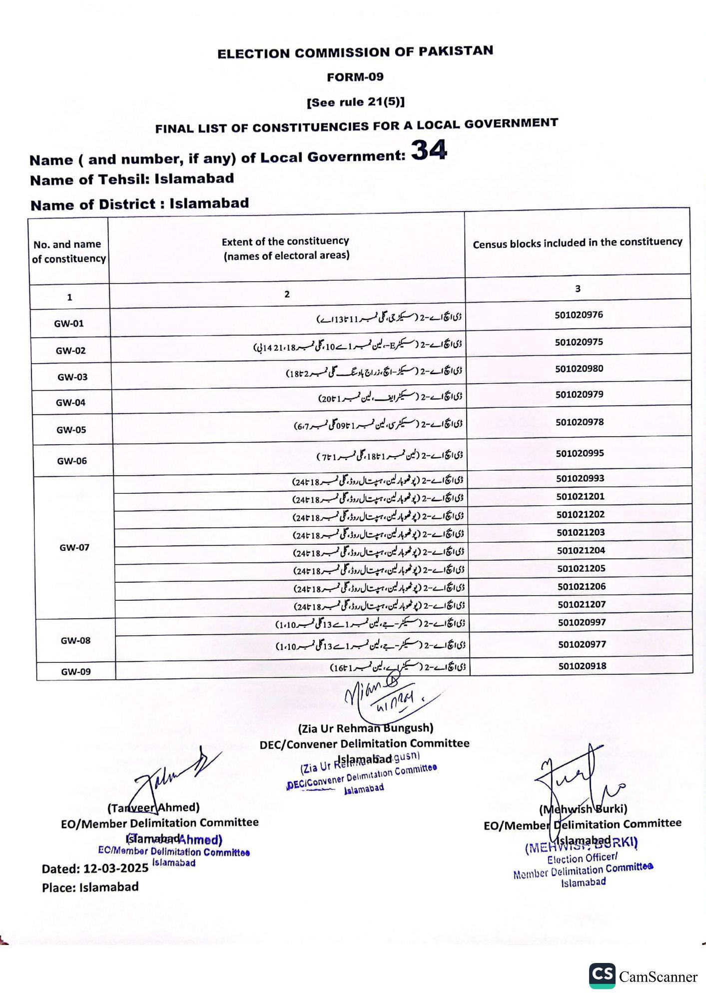 ELECTION COMMISSION OF PAKISTAN
FORM-09
[See rule 21(5)]
FINAL LIST OF CONSTITUENCIES FOR A LOCAL GOVERNMENT
Name ( and number, if any) of Local Government: 34
Name of Tehsil: Islamabad
Name of District : Islamabad
No. and name of constituency | Extent of the constituency (names of electoral areas) | Census blocks included in the constituency
1 | 2 | 3
GW-01 | ڈی ایچ اے-2 (سیکٹر جی، گلی نمبر 11 تا 13 اے) | 501020976
GW-02 | ڈی ایچ اے-2 (سیکٹر E-، لین نمبر 1 سے 10، گلی نمبر 18، 21 14 بی) | 501020975
GW-03 | ڈی ایچ اے-2 (سیکٹر-ایچ، زراج ہاوسنگ گلی نمبر 2 تا 18) | 501020980
GW-04 | ڈی ایچ اے-2 (سیکٹر ایف، لین نمبر 1 تا 20) | 501020979
GW-05 | ڈی ایچ اے-2 (سیکٹر سی، لین نمبر 1 تا 09 گلی نمبر 6،7) | 501020978
GW-06 | ڈی ایچ اے-2 (لین نمبر 1 تا 18، گلی نمبر 1 تا 7 ) | 501020995
GW-07 | ڈی ایچ اے-2 (پوٹھوہار لین، ہسپتال روڈ، گلی نمبر 18 تا 24) | 501020993
ڈی ایچ اے-2 (پوٹھوہار لین، ہسپتال روڈ، گلی نمبر 18 تا 24) | 501021201
ڈی ایچ اے-2 (پوٹھوہار لین، ہسپتال روڈ، گلی نمبر 18 تا 24) | 501021202
ڈی ایچ اے-2 (پوٹھوہار لین، ہسپتال روڈ، گلی نمبر 18 تا 24) | 501021203
ڈی ایچ اے-2 (پوٹھوہار لین، ہسپتال روڈ، گلی نمبر 18 تا 24) | 501021204
ڈی ایچ اے-2 (پوٹھوہار لین، ہسپتال روڈ، گلی نمبر 18 تا 24) | 501021205
ڈی ایچ اے-2 (پوٹھوہار لین، ہسپتال روڈ، گلی نمبر 18 تا 24) | 501021206
ڈی ایچ اے-2 (پوٹھوہار لین، ہسپتال روڈ، گلی نمبر 18 تا 24) | 501021207
GW-08 | ڈی ایچ اے-2 (سیکٹر-جے، لین نمبر 1 سے 13 گلی نمبر 1،10) | 501020997
ڈی ایچ اے-2 (سیکٹر-جے، لین نمبر 1 سے 13 گلی نمبر 1،10) | 501020977
GW-09 | ڈی ایچ اے-2 (سیکٹر اے، لین نمبر 1 تا 16) | 501020918
(Zia Ur Rehman Bungush)
DEC/Convener Delimitation Committee
Islamabad
(Zia Ur
DEC/Convener Delimitation Committee
Islamabad
(Tanveer Ahmed)
EO/Member Delimitation Committee
Islamabad
Ahmed)
EO/Member Delimitation Committee
Islamabad
(Mehwish Burki)
EO/Member Delimitation Committee
Islamabad
(MEHWISH BURKI)
Election Officer/
Member Delimitation Committee
Islamabad
Dated: 12-03-2025
Place: Islamabad
CS CamScanner